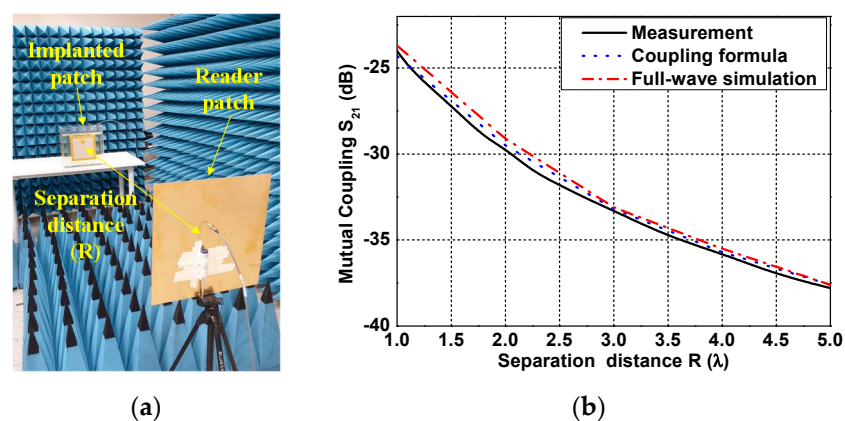 Implanted
patch
Reader
patch
Separation
distance
(R)
(a)
Mutual Coupling S21 (dB)
-25
-30
-35
-40
Measurement
Coupling formula
Full-wave simulation
1.0 1.5 2.0 2.5 3.0 3.5 4.0 4.5 5.0
Separation distance R (λ)
(b)